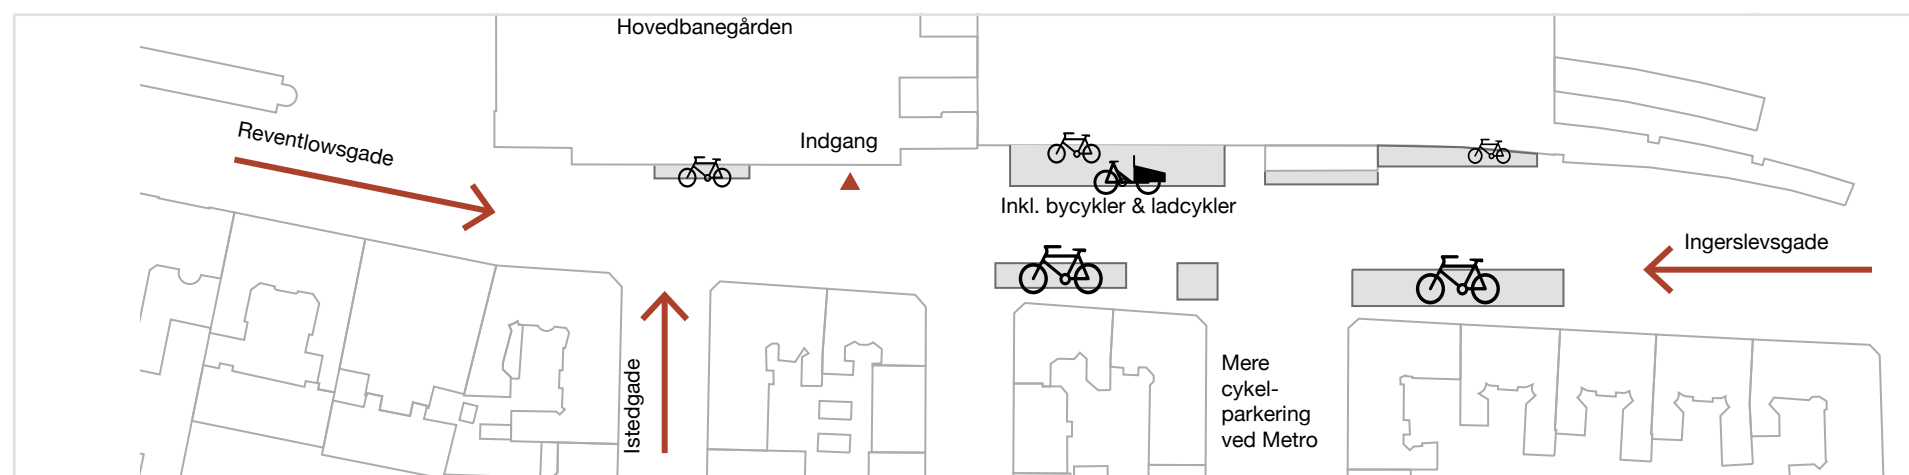 Hovedbanegården
Reventlowsgade
Indgang
Inkl. bycykler & ladcykler
Ingerslevsgade
Istedgade
Mere
cykel-
parkering
ved Metro